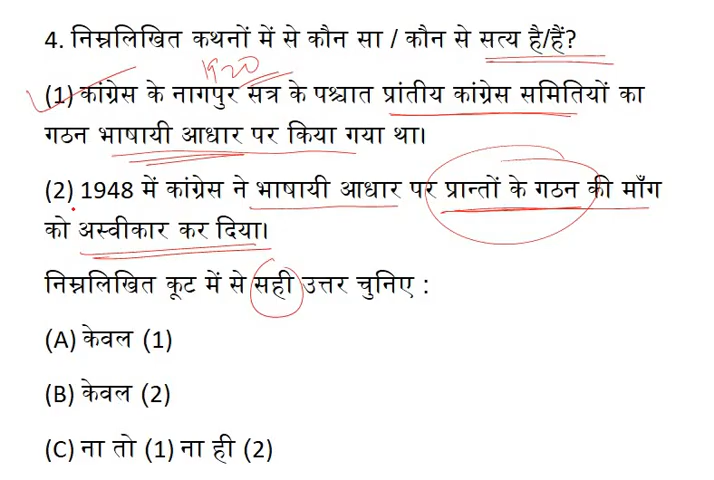 4. निम्नलिखित कथनों में से कौन सा / कौन से सत्य है/हैं?
1920
(1) कांग्रेस के नागपुर सत्र के पश्चात प्रांतीय कांग्रेस समितियों का
गठन भाषायी आधार पर किया गया था।
(2) 1948 में कांग्रेस ने भाषायी आधार पर प्रान्तों के गठन की माँग
को अस्वीकार कर दिया।
निम्नलिखित कूट में से सही उत्तर चुनिए :
(A) केवल (1)
(B) केवल (2)
(C) ना तो (1) ना ही (2)